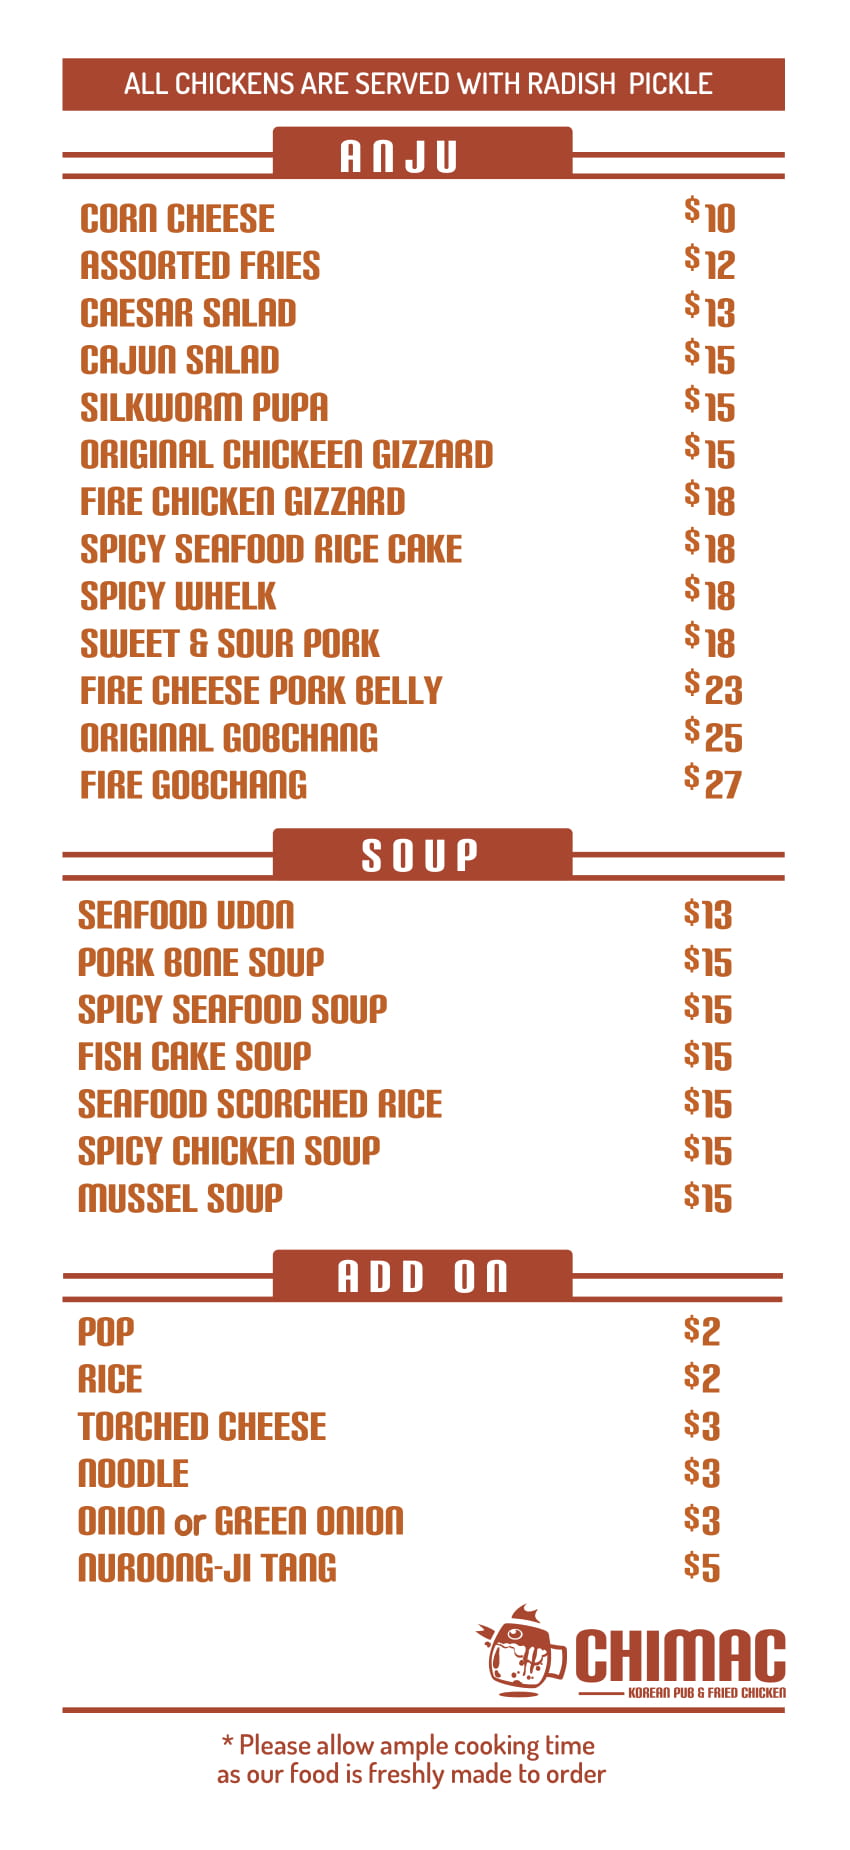 ALL CHICKENS ARE SERVED WITH RADISH PICKLE
ANJU
CORN CHEESE $10
ASSORTED FRIES $12
CAESAR SALAD $13
CAJUN SALAD $15
SILKWORM PUPA $15
ORIGINAL CHICKEEN GIZZARD $15
FIRE CHICKEN GIZZARD $18
SPICY SEAFOOD RICE CAKE $18
SPICY WHELK $18
SWEET & SOUR PORK $18
FIRE CHEESE PORK BELLY $23
ORIGINAL GOBCHANG $25
FIRE GOBCHANG $27
SOUP
SEAFOOD UDON $13
PORK BONE SOUP $15
SPICY SEAFOOD SOUP $15
FISH CAKE SOUP $15
SEAFOOD SCORCHED RICE $15
SPICY CHICKEN SOUP $15
MUSSEL SOUP $15
ADD ON
POP $2
RICE $2
TORCHED CHEESE $3
NOODLE $3
ONION or GREEN ONION $3
NUROONG-JI TANG $5
CHIMAC
KOREAN PUB & FRIED CHICKEN
* Please allow ample cooking time
as our food is freshly made to order